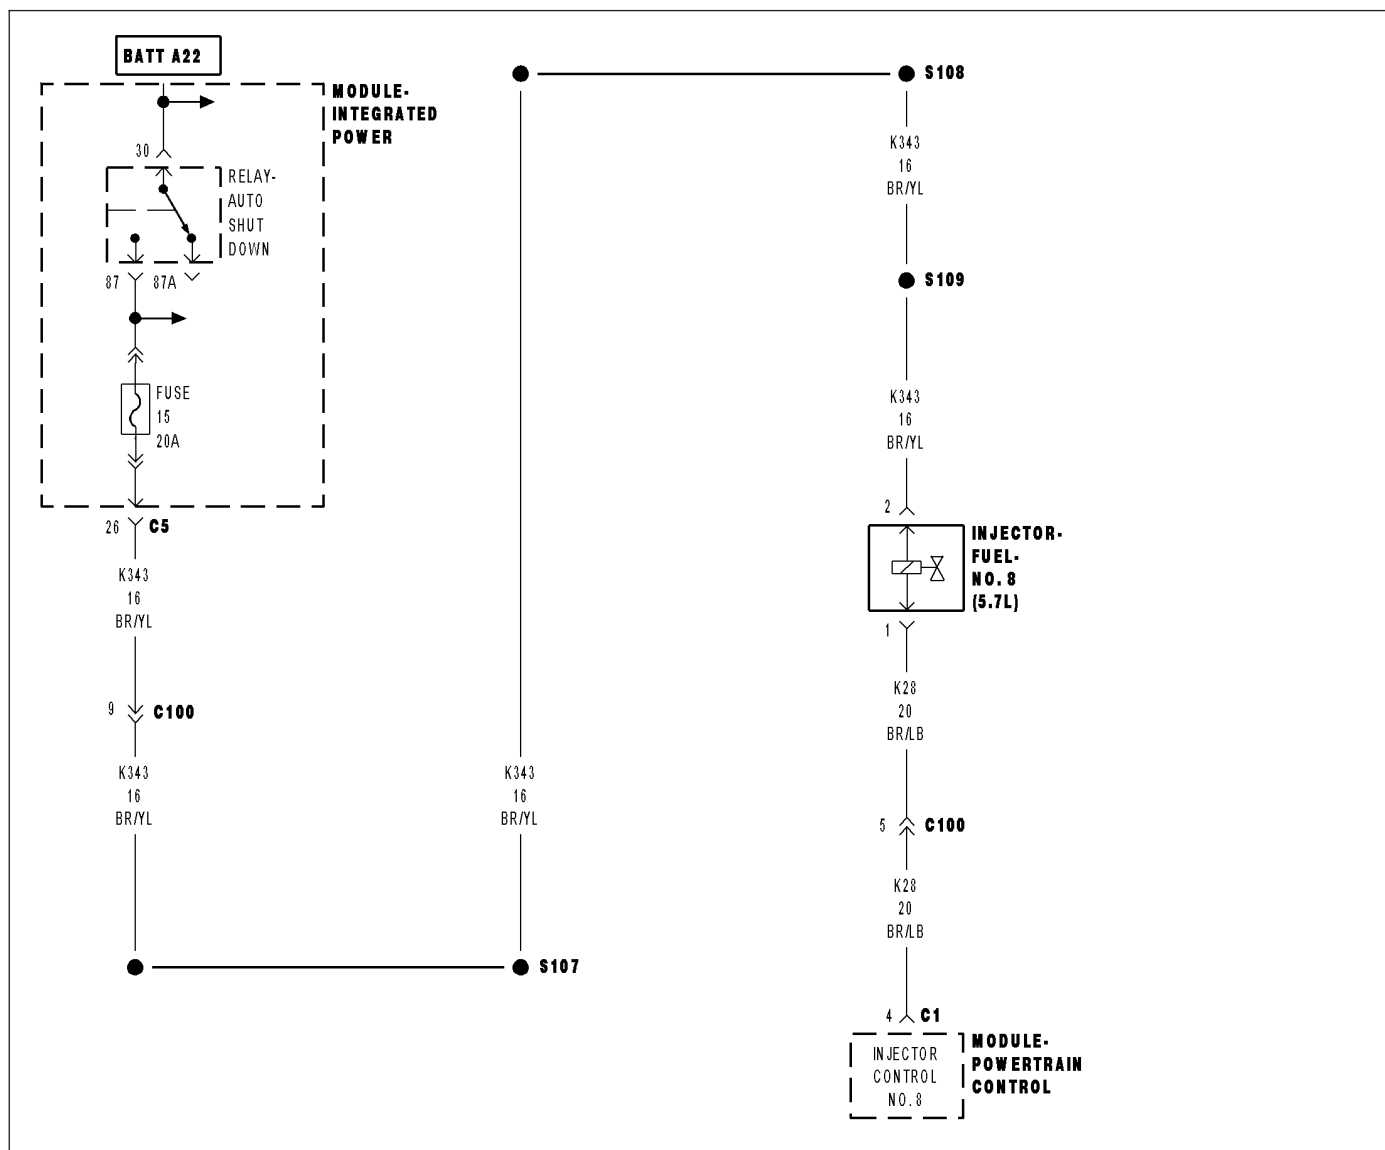 BATT A22
MODULE-
INTEGRATED
POWER
30
RELAY-
AUTO
SHUT
DOWN
87
87A
FUSE
15
20A
26
C5
K343
16
BR/YL
9
C100
K343
16
BR/YL
K343
16
BR/YL
S107
S108
K343
16
BR/YL
S109
K343
16
BR/YL
2
INJECTOR-
FUEL-
NO. 8
(5.7L)
1
K28
20
BR/LB
5
C100
K28
20
BR/LB
4
C1
INJECTOR
CONTROL
NO. 8
MODULE-
POWERTRAIN
CONTROL